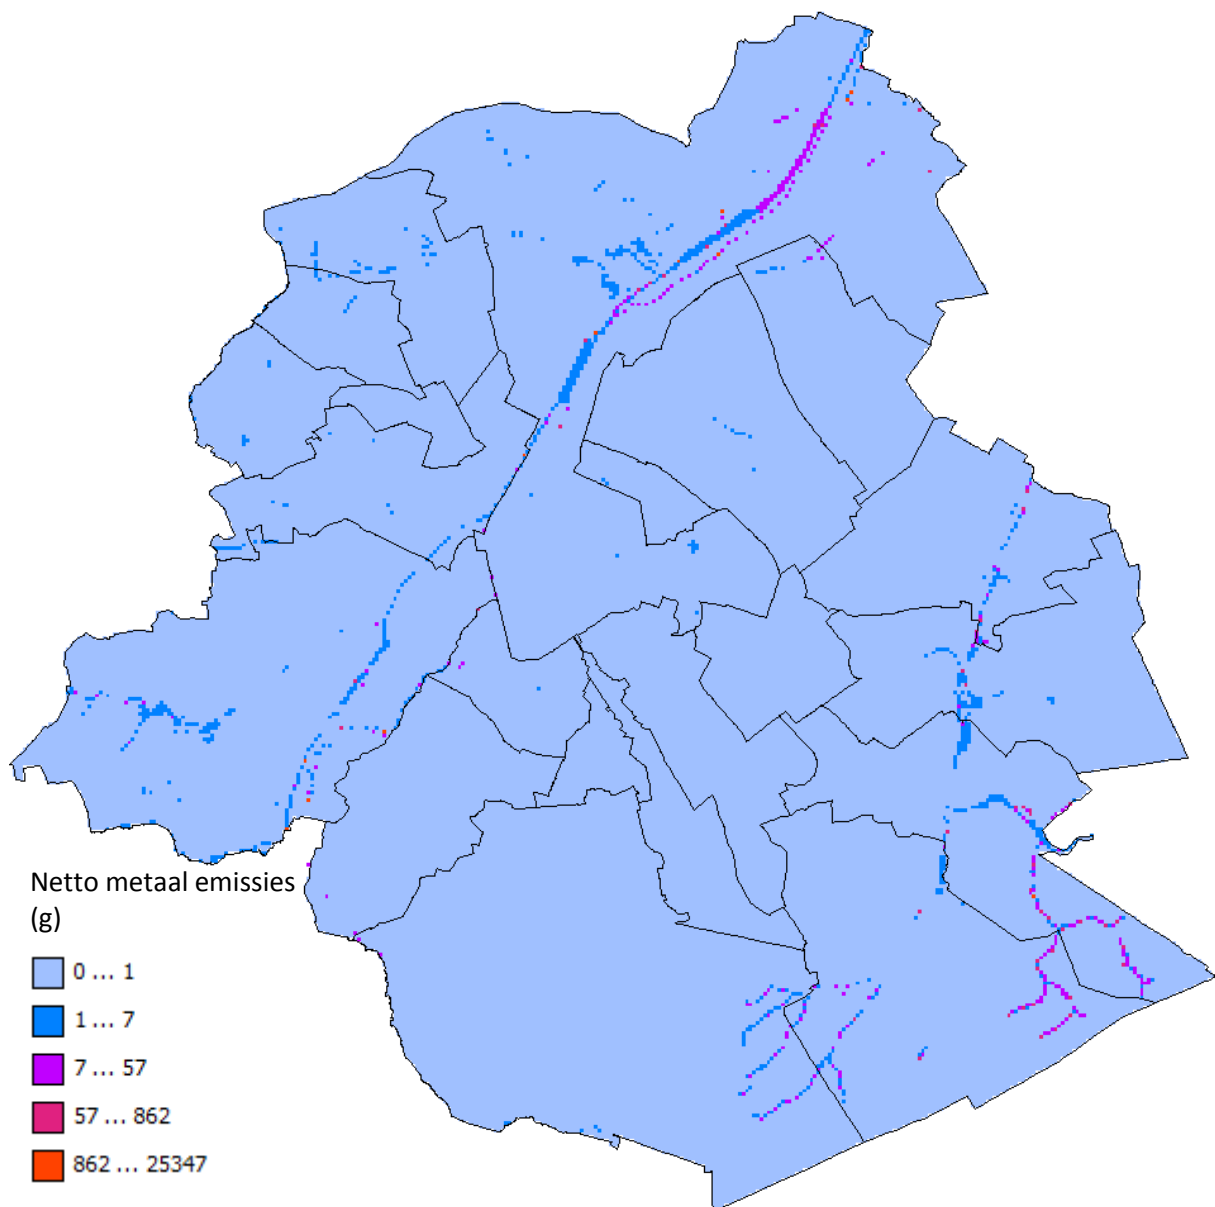 Netto metaal emissies
(g)
0 ... 1
1 ... 7
7 ... 57
57 ... 862
862 ... 25347